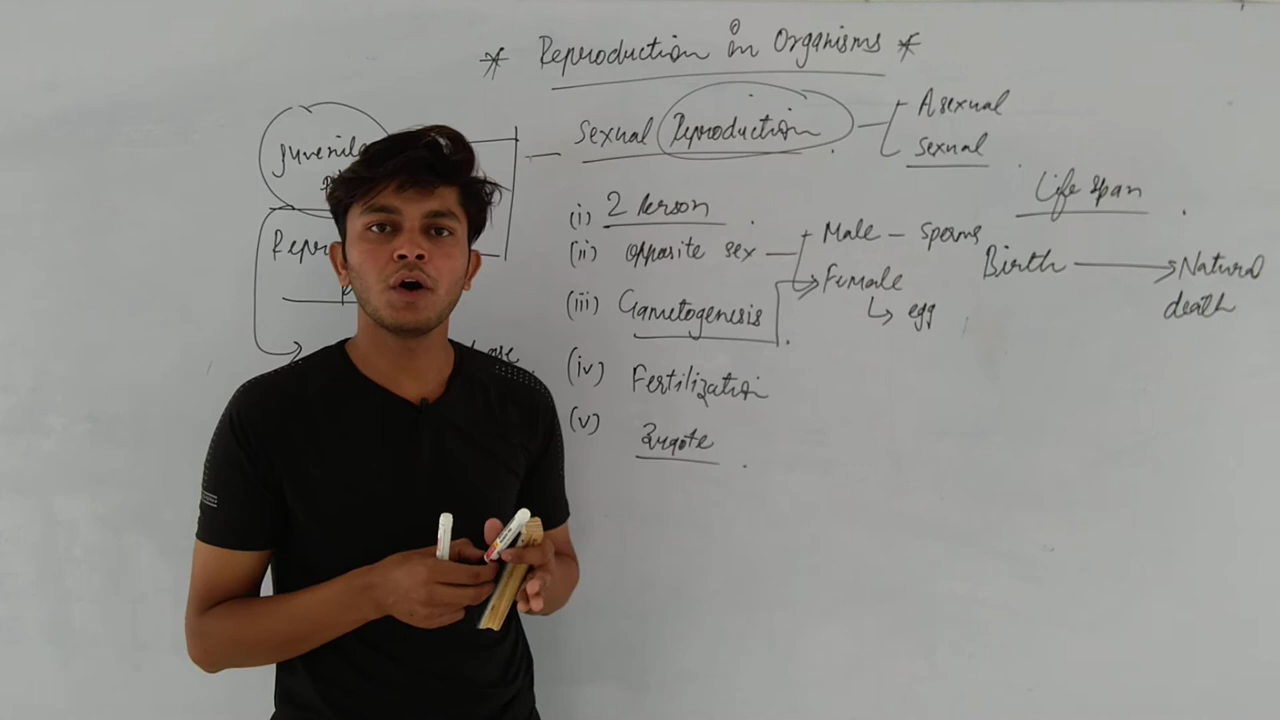 * Reproduction in Organisms *
Juvenile
Sexual Reproduction
Asexual
Sexual
Life span
Birth → Natural death
(i) 2 Person
(ii) opposite sex
Male – Sperms
Female
↳ egg
(iii) Gametogenesis
(iv) Fertilization
(v) Zygote